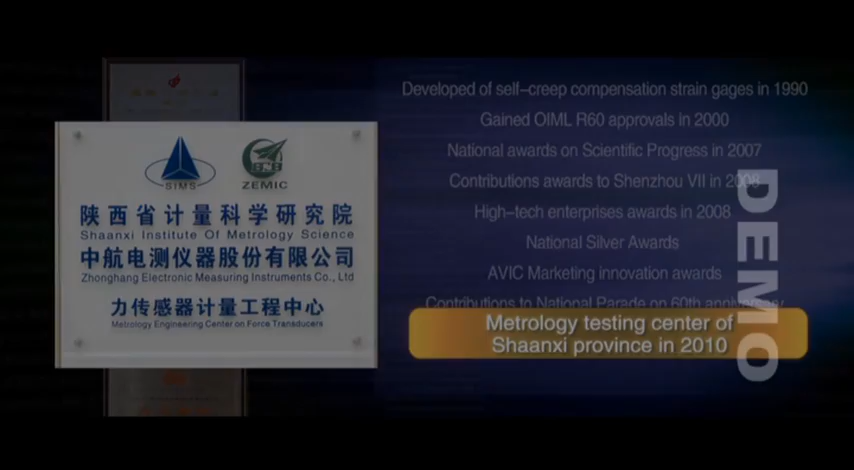 SIMS
ZEMIC
陕西省计量科学研究院
Shaanxi Institute Of Metrology Science
中航电测仪器股份有限公司
Zhonghang Electronic Measuring Instruments Co., Ltd
力传感器计量工程中心
Metrology Engineering Center on Force Transducers
Developed of self-creep compensation strain gages in 1990
Gained OIML R60 approvals in 2000
National awards on Scientific Progress in 2007
Contributions awards to Shenzhou VII in 2008
High-tech enterprises awards in 2008
National Silver Awards
AVIC Marketing innovation awards
Contributions to National Parade on 60th anniversary
Metrology testing center of
Shaanxi province in 2010
DEMO